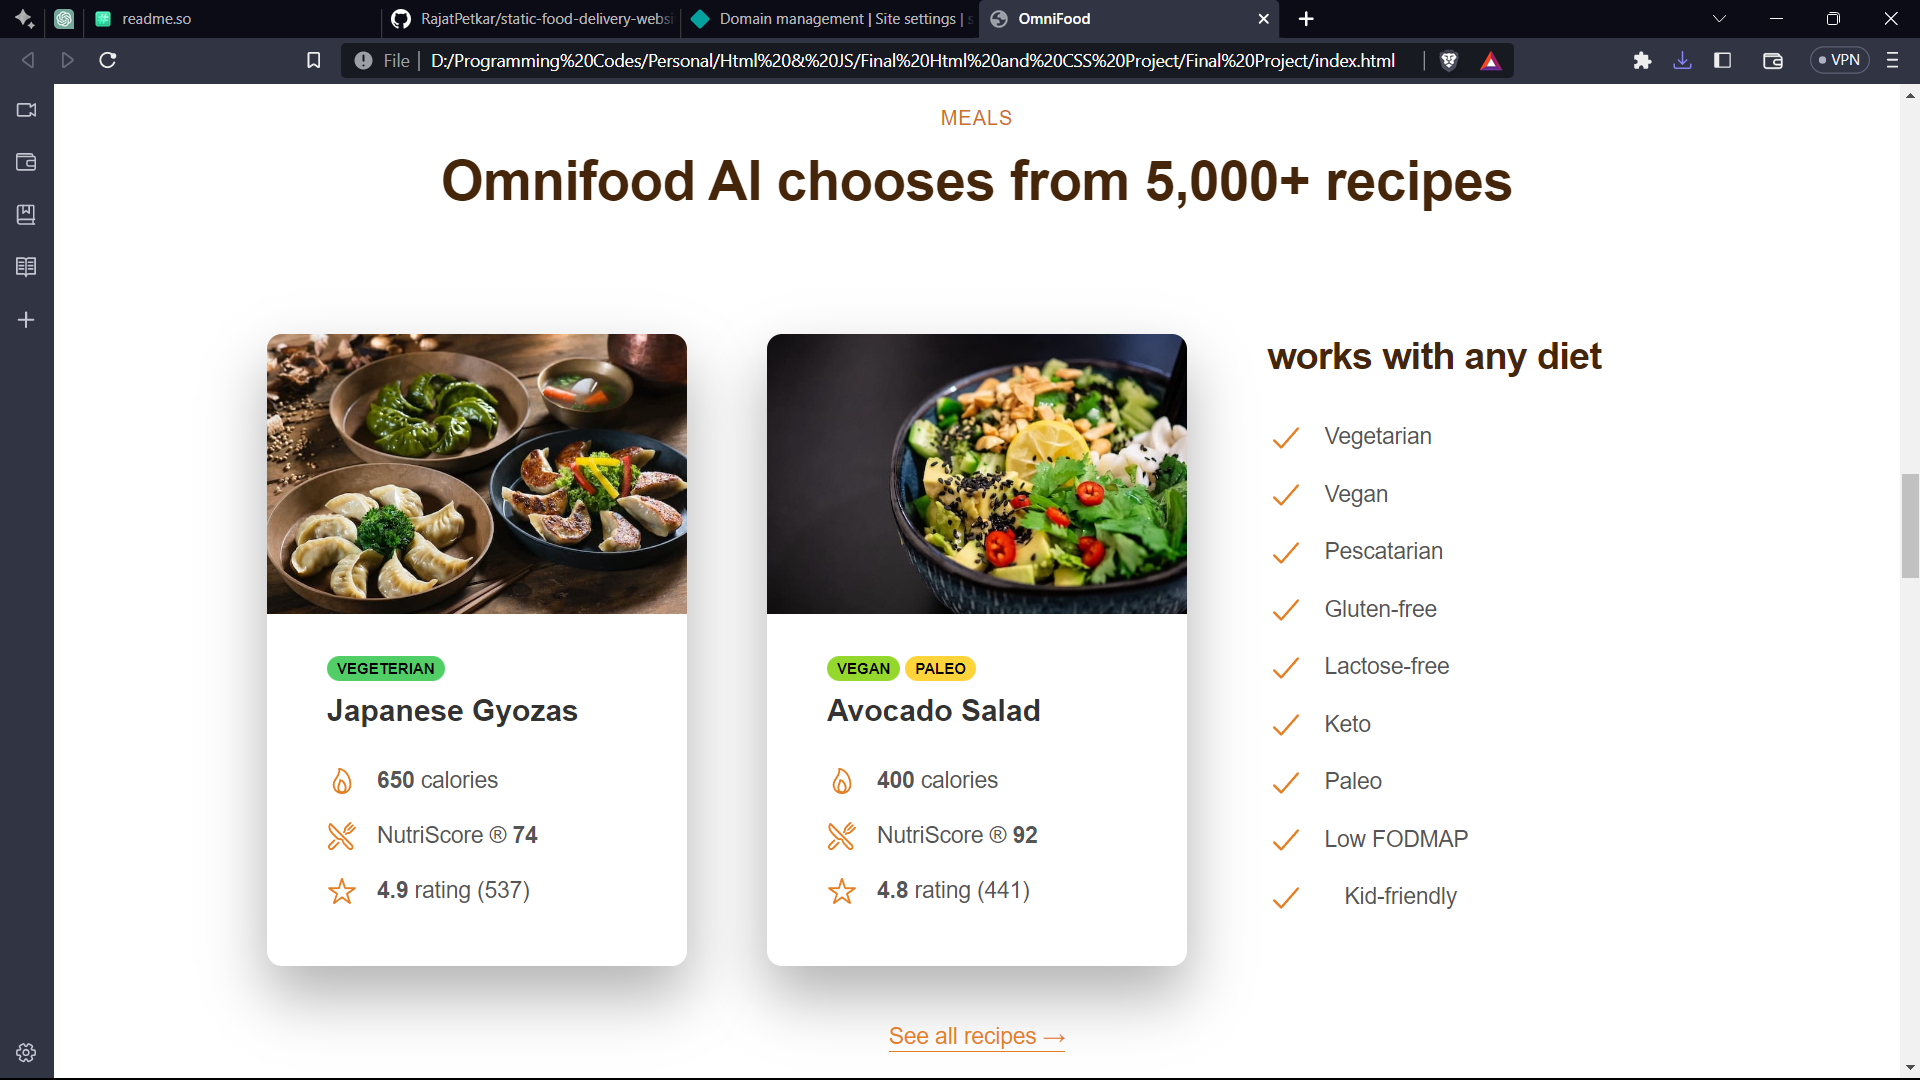 readme.so
RajatPetkar/static-food-delivery-websi
Domain management | Site settings | s
OmniFood
File
D:/Programming%20Codes/Personal/Html%20&%20JS/Final%20Html%20and%20CSS%20Project/Final%20Project/index.html
VPN
MEALS
Omnifood AI chooses from 5,000+ recipes
VEGETERIAN
Japanese Gyozas
650 calories
NutriScore ® 74
4.9 rating (537)
VEGAN PALEO
Avocado Salad
400 calories
NutriScore ® 92
4.8 rating (441)
works with any diet
Vegetarian
Vegan
Pescatarian
Gluten-free
Lactose-free
Keto
Paleo
Low FODMAP
Kid-friendly
See all recipes →